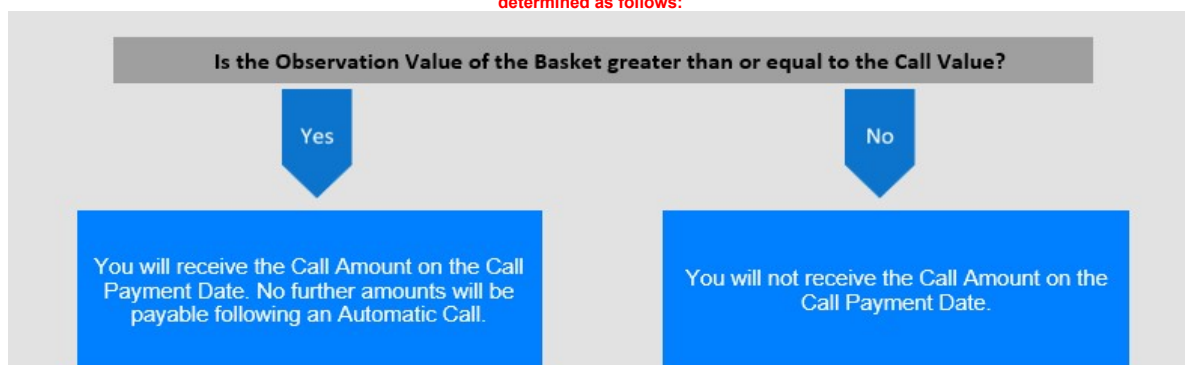 determined as follows:
Is the Observation Value of the Basket greater than or equal to the Call Value?
Yes
No
You will receive the Call Amount on the Call
Payment Date. No further amounts will be
payable following an Automatic Call.
You will not receive the Call Amount on the
Call Payment Date.